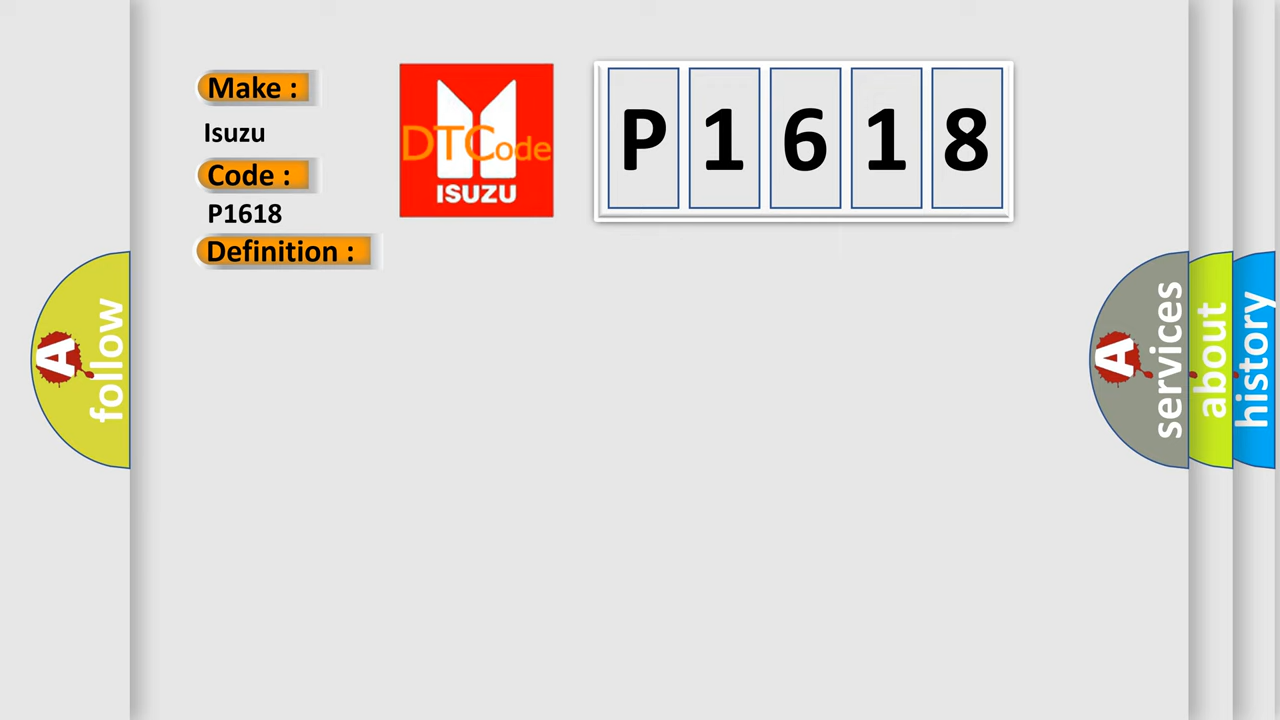 Make :
Isuzu
Code :
P1618
Definition :
DTCode
ISUZU
P 1 6 1 8
A follow
A services
about
history